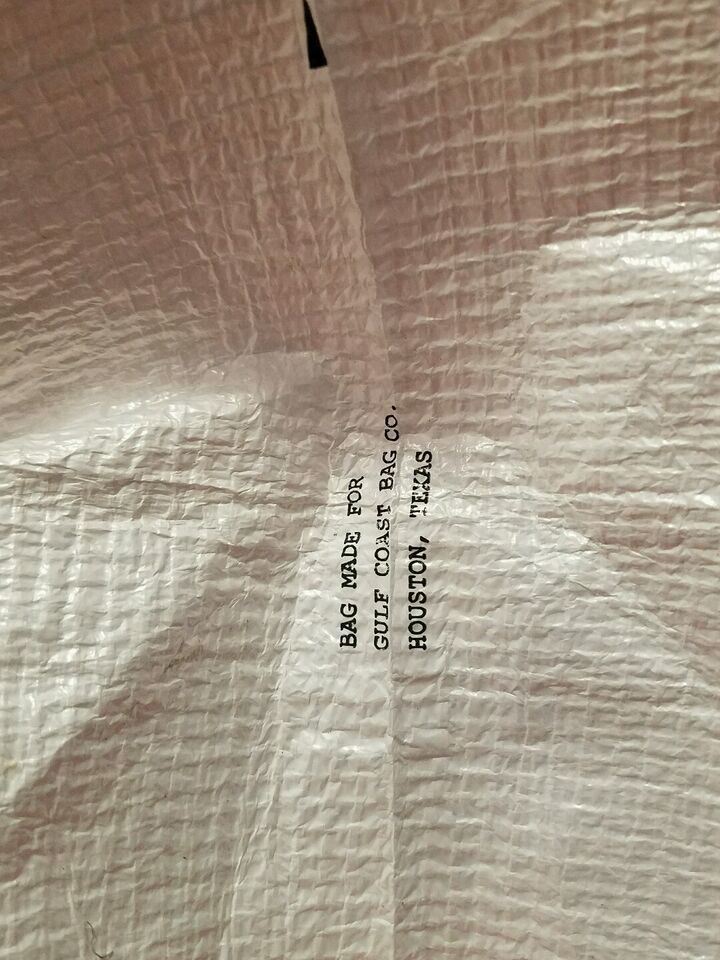 BAG MADE FOR
GULF COAST BAG CO.
HOUSTON, TEXAS